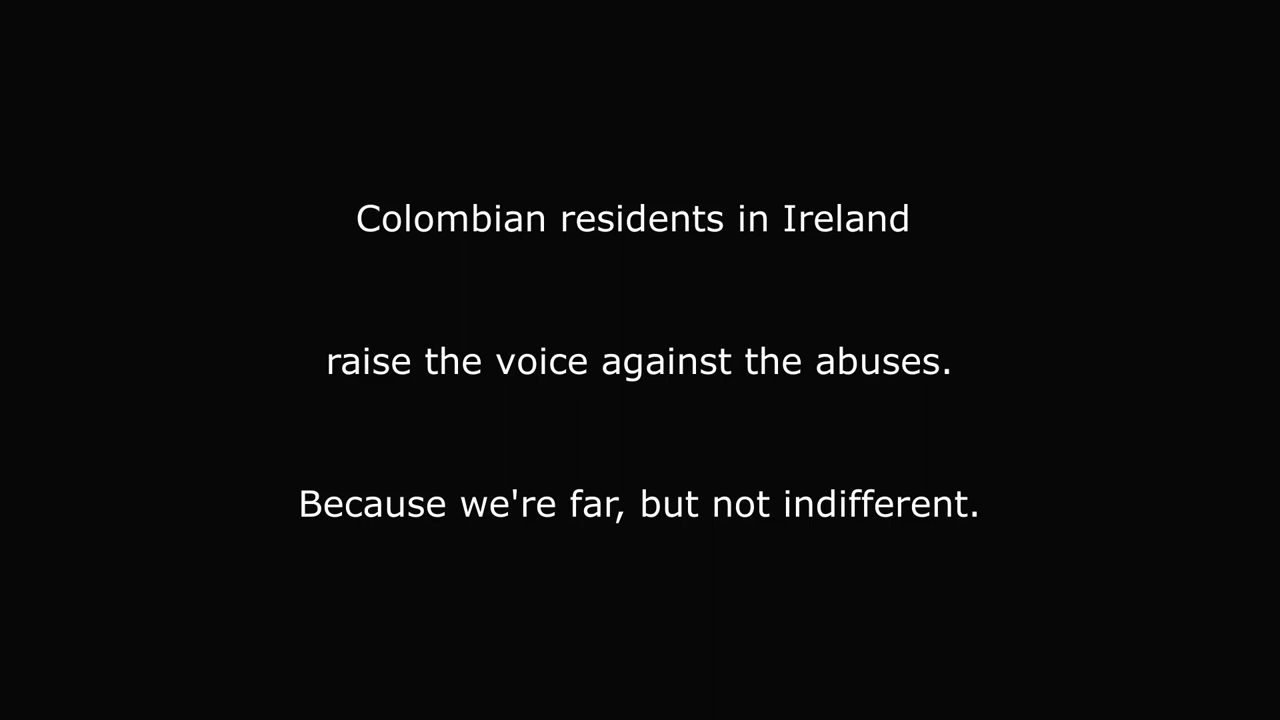 Colombian residents in Ireland
raise the voice against the abuses.
Because we're far, but not indifferent.